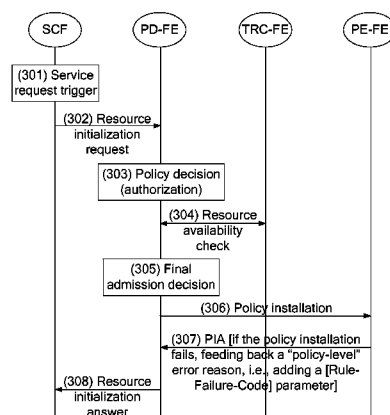 SCF
PD-FE
TRC-FE
PE-FE
(301) Service
request trigger
(302) Resource
initialization
request
(303) Policy decision
(authorization)
(304) Resource
availability
check
(305) Final
admission decision
(306) Policy installation
(307) PIA [if the policy installation
fails, feeding back a “policy-level”
error reason, i.e., adding a [Rule-
Failure-Code] parameter]
(308) Resource
initialization
answer